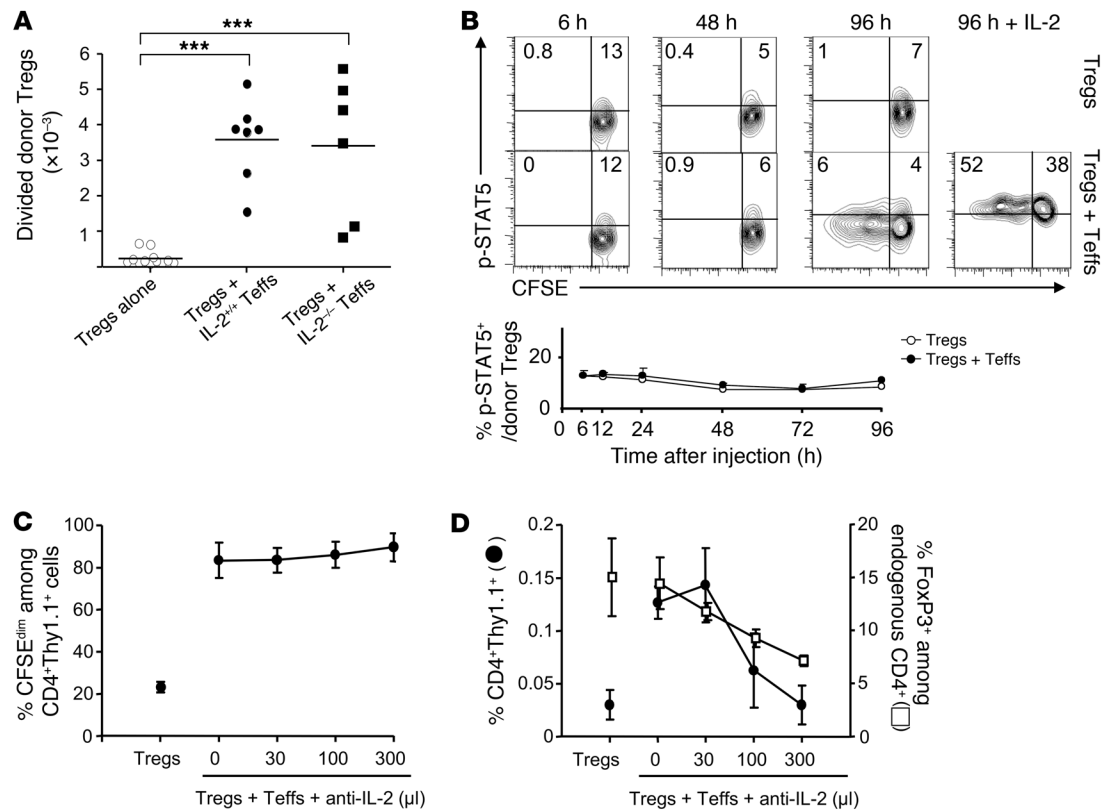 A
***
***
Divided donor Tregs
(×10⁻³)
6
5
4
3
2
1
Tregs alone
Tregs +
IL-2⁺/⁺ Teffs
Tregs +
IL-2⁻/⁻ Teffs
B
6 h
48 h
96 h
96 h + IL-2
0.8
13
0.4
5
1
7
Tregs
0
12
0.9
6
6
4
52
38
Tregs + Teffs
p-STAT5
CFSE
% p-STAT5⁺
/donor Tregs
20
0
0 6 12 24 48 72 96
Time after injection (h)
Tregs
Tregs + Teffs
C
% CFSEᵈⁱᵐ among
CD4⁺Thy1.1⁺ cells
100
80
60
40
20
0
Tregs 0 30 100 300
Tregs + Teffs + anti-IL-2 (μl)
D
% CD4⁺Thy1.1⁺ (●)
0.2
0.15
0.1
0.05
0
20
15
10
5
0
% FoxP3⁺ among
endogenous CD4⁺ (□)
Tregs 0 30 100 300
Tregs + Teffs + anti-IL-2 (μl)